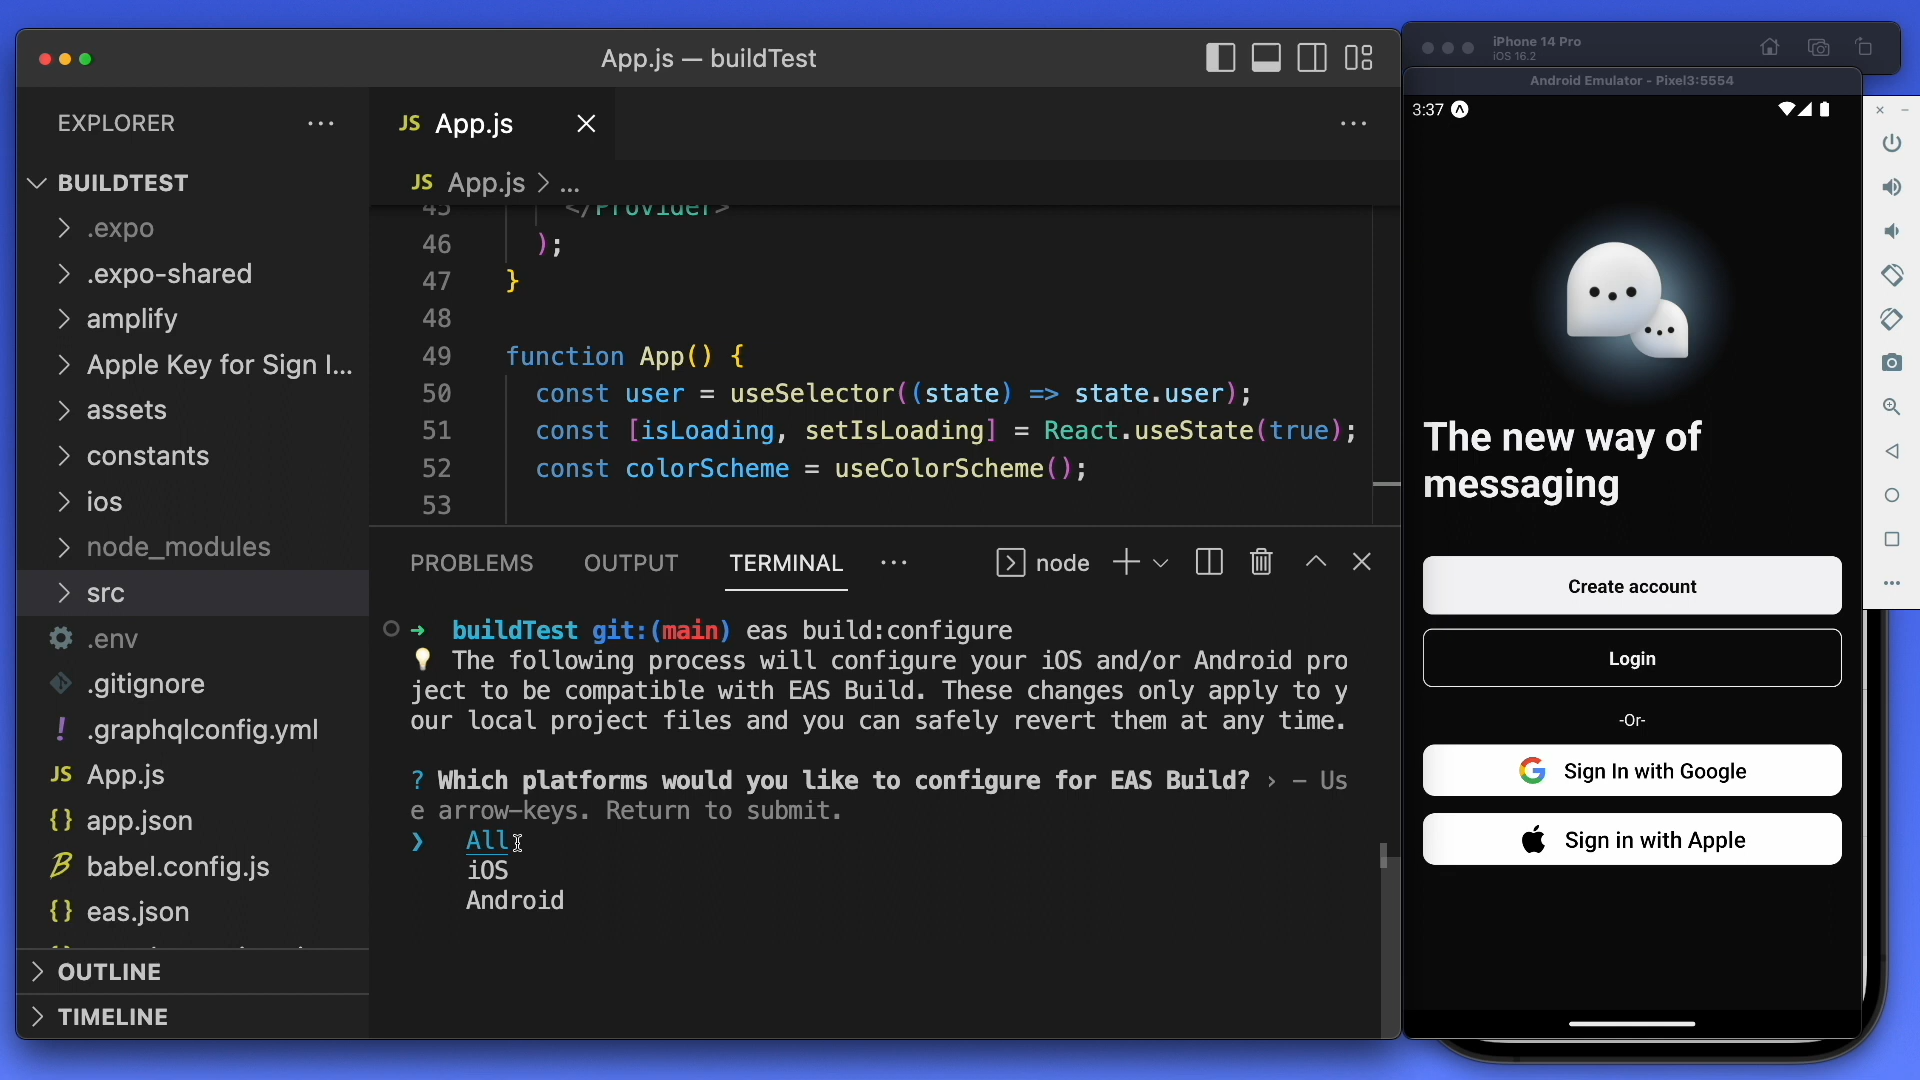 App.js — buildTest
EXPLORER
BUILDTEST
.expo
.expo-shared
amplify
Apple Key for Sign I...
assets
constants
ios
node_modules
src
.env
.gitignore
! .graphqlconfig.yml
JS App.js
{} app.json
babel.config.js
{} eas.json
OUTLINE
TIMELINE
JS App.js
JS App.js > ...
45 </Provider>
46 );
47 }
48
49 function App() {
50 const user = useSelector((state) => state.user);
51 const [isLoading, setIsLoading] = React.useState(true);
52 const colorScheme = useColorScheme();
53
PROBLEMS OUTPUT TERMINAL ... node
→ buildTest git:(main) eas build:configure
💡 The following process will configure your iOS and/or Android pro
ject to be compatible with EAS Build. These changes only apply to y
our local project files and you can safely revert them at any time.
? Which platforms would you like to configure for EAS Build? › – Us
e arrow-keys. Return to submit.
❯ All
iOS
Android
iPhone 14 Pro
iOS 16.2
Android Emulator - Pixel3:5554
3:37
The new way of
messaging
Create account
Login
-Or-
Sign In with Google
Sign in with Apple